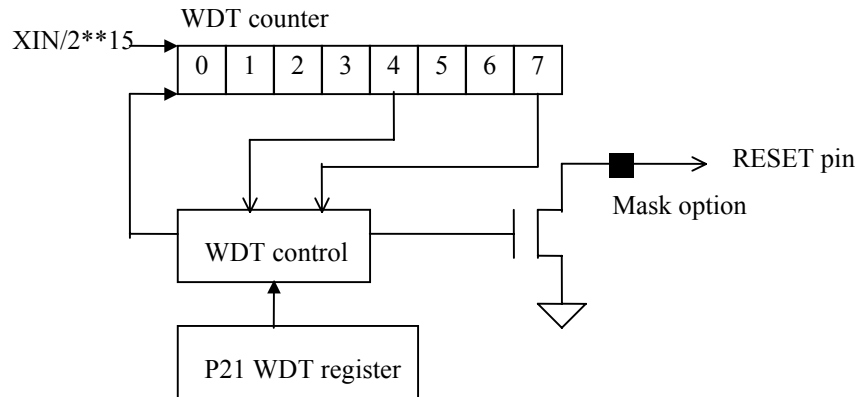 WDT counter
XIN/2**15
0 1 2 3 4 5 6 7
RESET pin
Mask option
WDT control
P21 WDT register